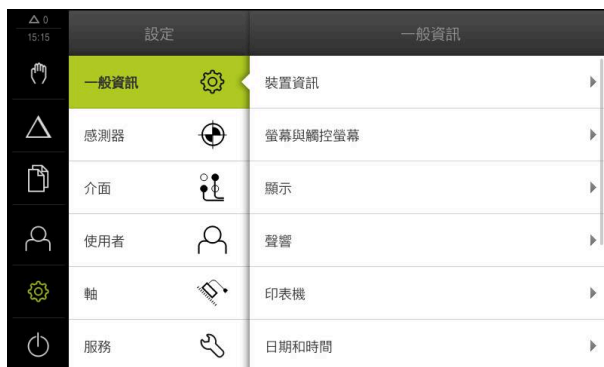 △ 0
15:15
設定
一般資訊
一般資訊
感測器
介面
使用者
軸
服務
裝置資訊
螢幕與觸控螢幕
顯示
聲響
印表機
日期和時間